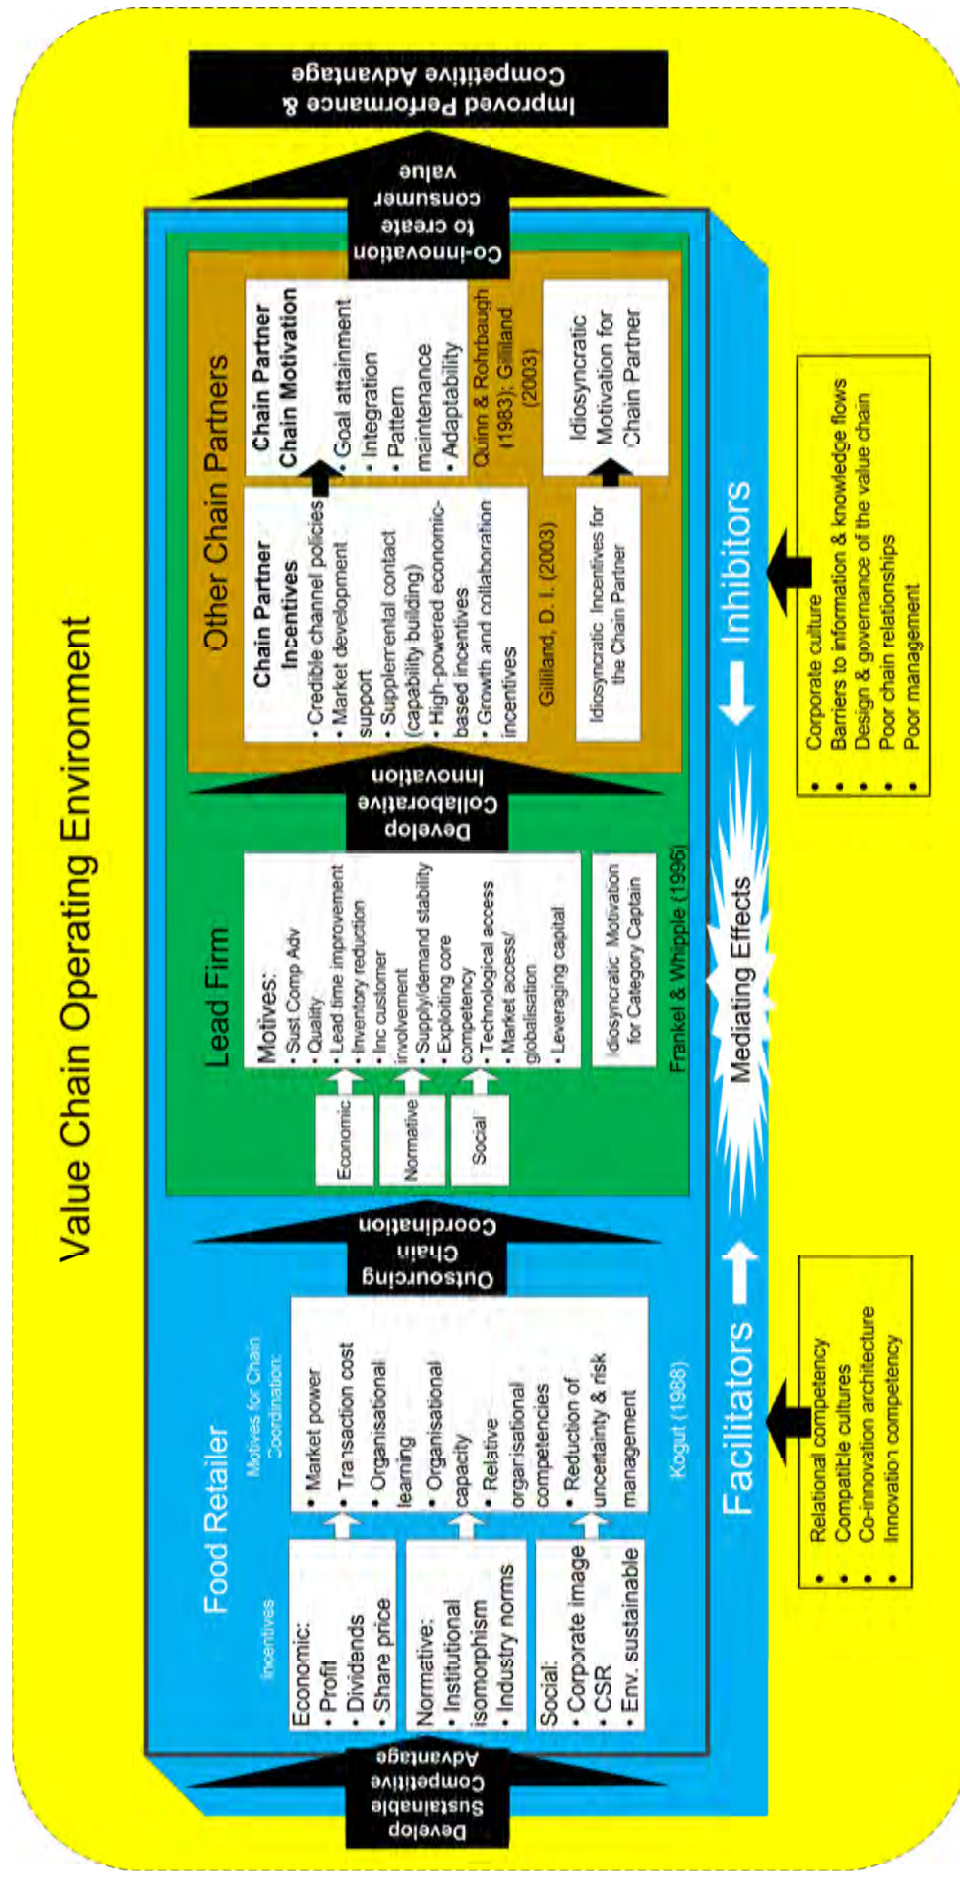 Value Chain Operating Environment
Develop
Sustainable
Competitive
Advantage
Food Retailer
Incentives
Economic:
• Profit
• Dividends
• Share price
Normative:
• Institutional
isomorphism
• Industry norms
Social:
• Corporate image
• CSR
• Env. sustainable
Motives for Chain
Coordination:
• Market power
• Transaction cost
• Organisational
learning
• Organisational
capacity
• Relative
organisational
competencies
• Reduction of
uncertainty & risk
management
Kogut (1988)
Outsourcing
Chain
Coordination
Lead Firm
Economic
Normative
Social
Motives:
• Sust Comp Adv
• Quality
• Lead time improvement
• Inventory reduction
• Inc customer
involvement
• Supply/demand stability
• Exploiting core
competency
• Technological access
• Market access/
globalisation
• Leveraging capital
Idiosyncratic Motivation
for Category Captain
Frankel & Whipple (1996)
Develop
Collaborative
Innovation
Other Chain Partners
Chain Partner
Incentives
• Credible channel policies
• Market development
support
• Supplemental contact
(capability building)
• High-powered economic-
based incentives
• Growth and collaboration
incentives
Gilliland, D. I. (2003)
Idiosyncratic Incentives for
the Chain Partner
Chain Partner
Chain Motivation
• Goal attainment
• Integration
• Pattern
maintenance
• Adaptability
Quinn & Rohrbaugh
(1983); Gilliland
(2003)
Idiosyncratic
Motivation for
Chain Partner
Co-innovation
to create
consumer
value
Improved Performance &
Competitive Advantage
Facilitators
Mediating Effects
Inhibitors
• Relational competency
• Compatible cultures
• Co-innovation architecture
• Innovation competency
• Corporate culture
• Barriers to information & knowledge flows
• Design & governance of the value chain
• Poor chain relationships
• Poor management